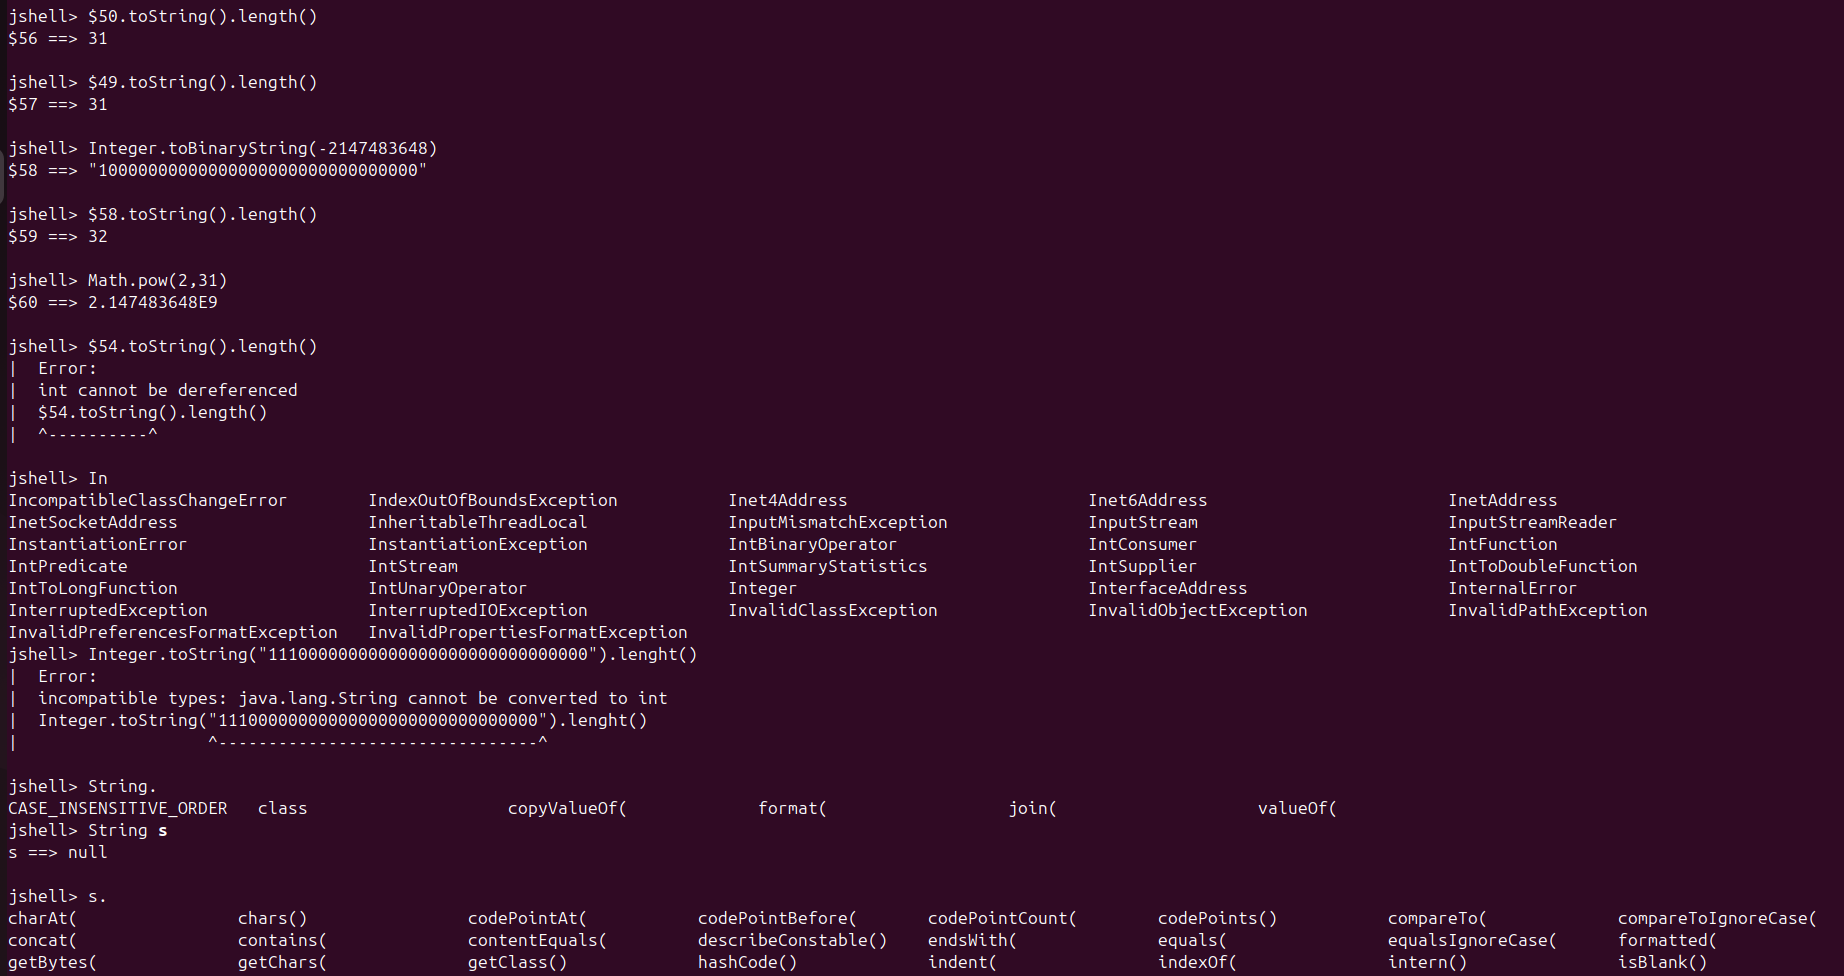 jshell> $50.toString().length()
$56 ==> 31
jshell> $49.toString().length()
$57 ==> 31
jshell> Integer.toBinaryString(-2147483648)
$58 ==> "10000000000000000000000000000000"
jshell> $58.toString().length()
$59 ==> 32
jshell> Math.pow(2,31)
$60 ==> 2.147483648E9
jshell> $54.toString().length()
|  Error:
|  int cannot be dereferenced
|  $54.toString().length()
|  ^----------^
jshell> In
IncompatibleClassChangeError IndexOutOfBoundsException Inet4Address Inet6Address InetAddress
InetSocketAddress InheritableThreadLocal InputMismatchException InputStream InputStreamReader
InstantiationError InstantiationException IntBinaryOperator IntConsumer IntFunction
IntPredicate IntStream IntSummaryStatistics IntSupplier IntToDoubleFunction
IntToLongFunction IntUnaryOperator Integer InterfaceAddress InternalError
InterruptedException InterruptedIOException InvalidClassException InvalidObjectException InvalidPathException
InvalidPreferencesFormatException InvalidPropertiesFormatException
jshell> Integer.toString("11100000000000000000000000000000").lenght()
|  Error:
|  incompatible types: java.lang.String cannot be converted to int
|  Integer.toString("11100000000000000000000000000000").lenght()
|                   ^--------------------------------^
jshell> String.
CASE_INSENSITIVE_ORDER class copyValueOf( format( join( valueOf(
jshell> String s
s ==> null
jshell> s.
charAt( chars() codePointAt( codePointBefore( codePointCount( codePoints() compareTo( compareToIgnoreCase(
concat( contains( contentEquals( describeConstable() endsWith( equals( equalsIgnoreCase( formatted(
getBytes( getChars( getClass() hashCode() indent( indexOf( intern() isBlank()